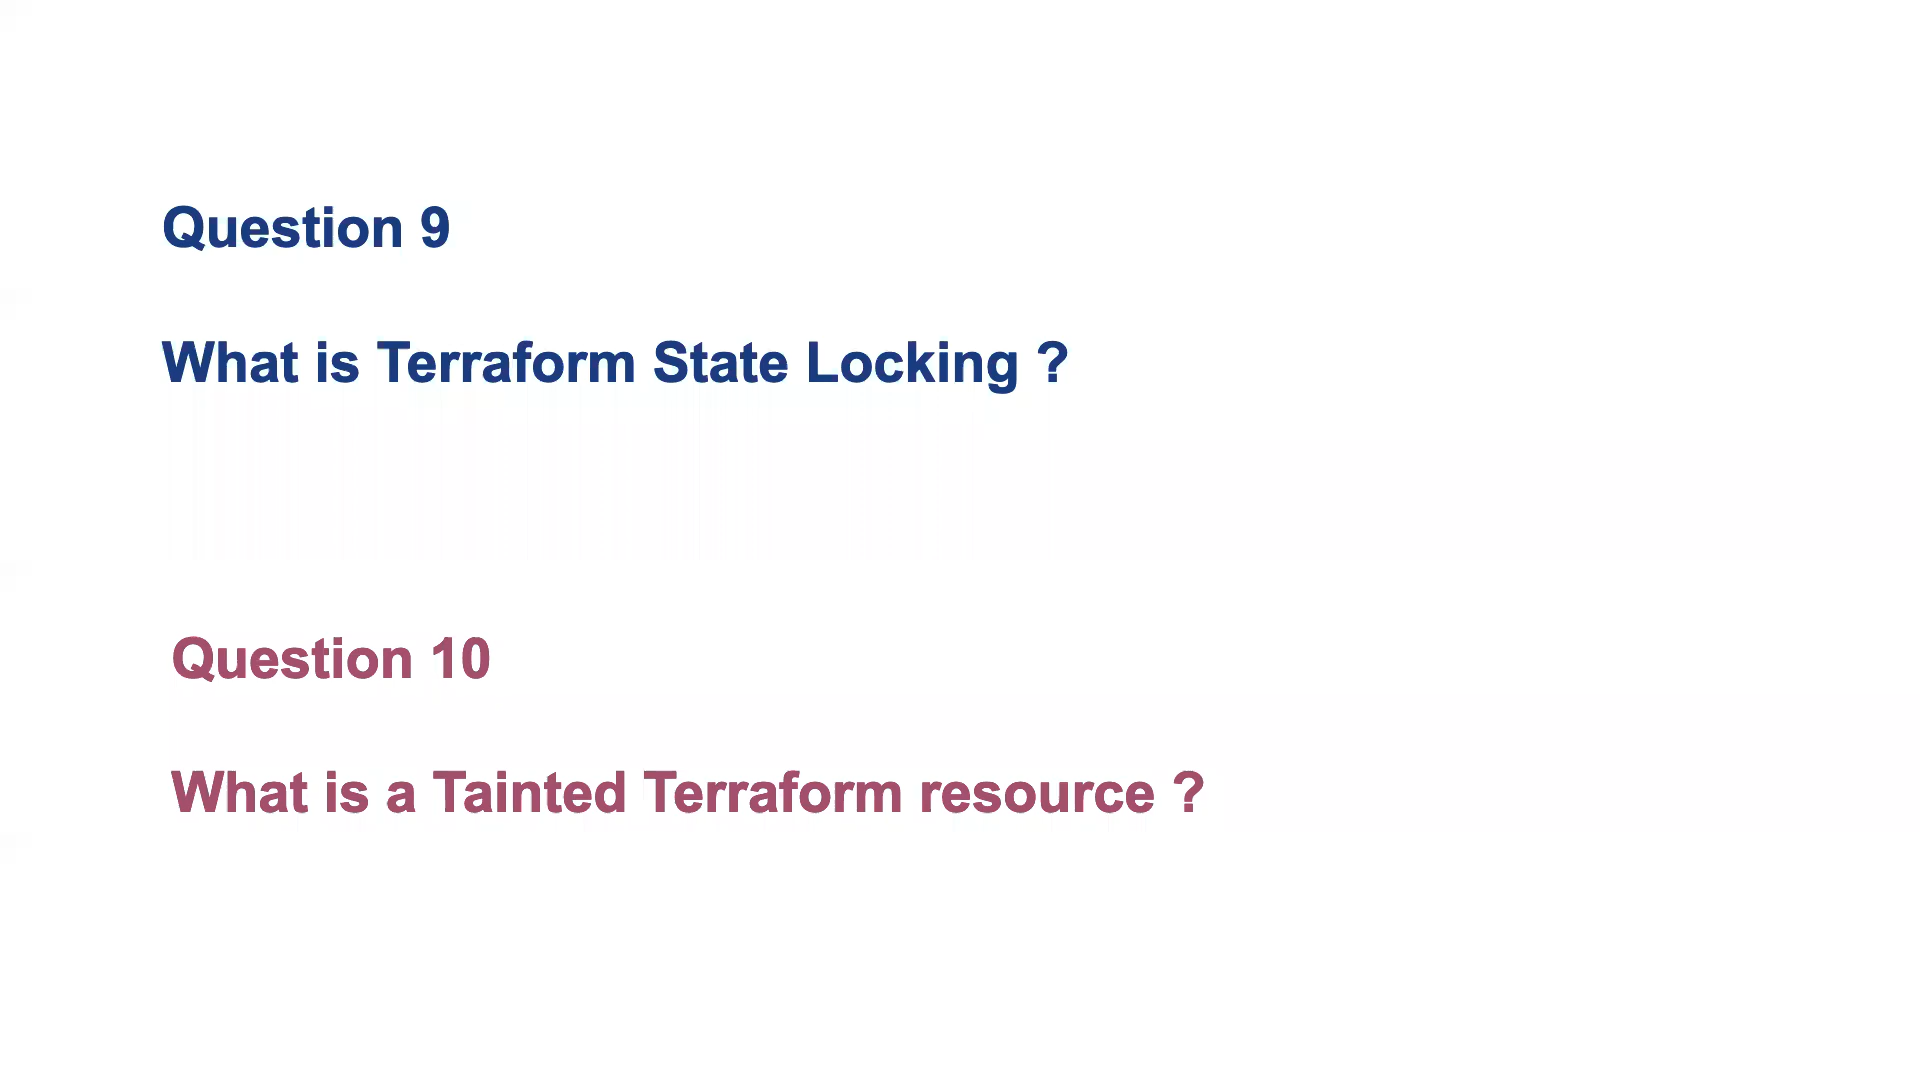 Question 9
What is Terraform State Locking ?
Question 10
What is a Tainted Terraform resource ?